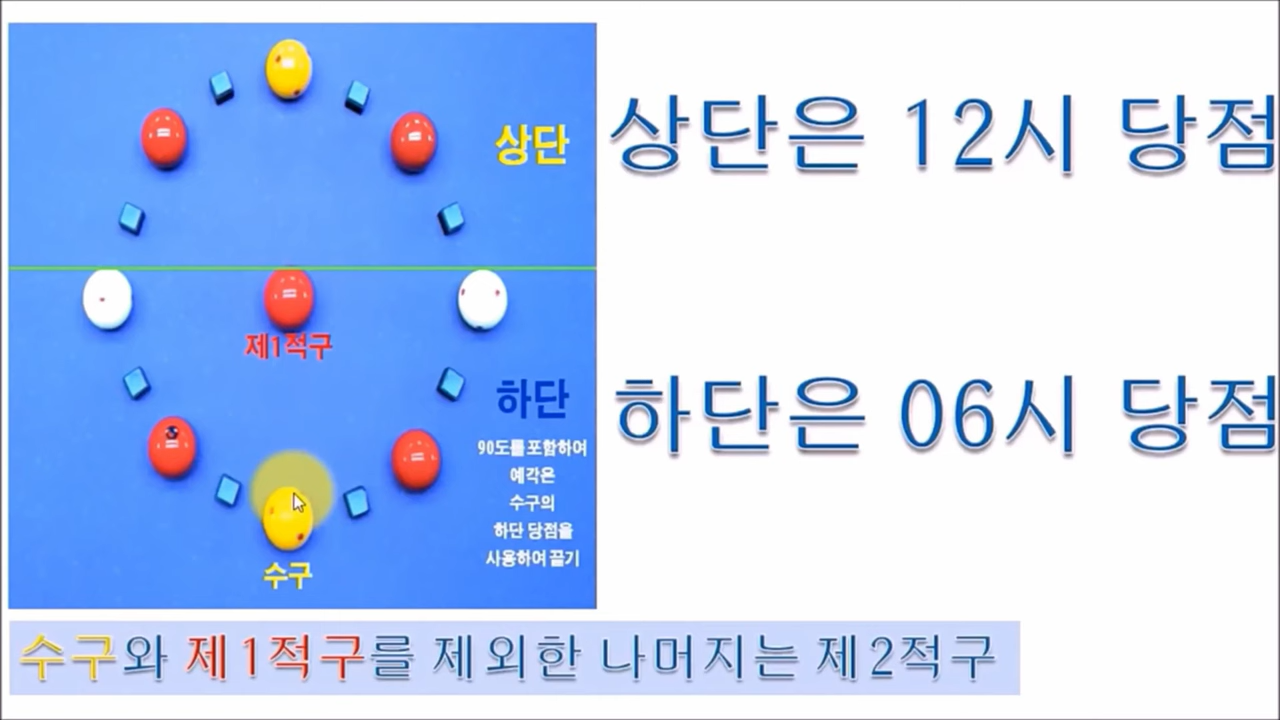 상단
상단은 12시 당점
제1적구
하단
하단은 06시 당점
90도를 포함하여
예각은
수구의
하단 당점을
사용하여 끌기
수구
수구와 제1적구를 제외한 나머지는 제2적구